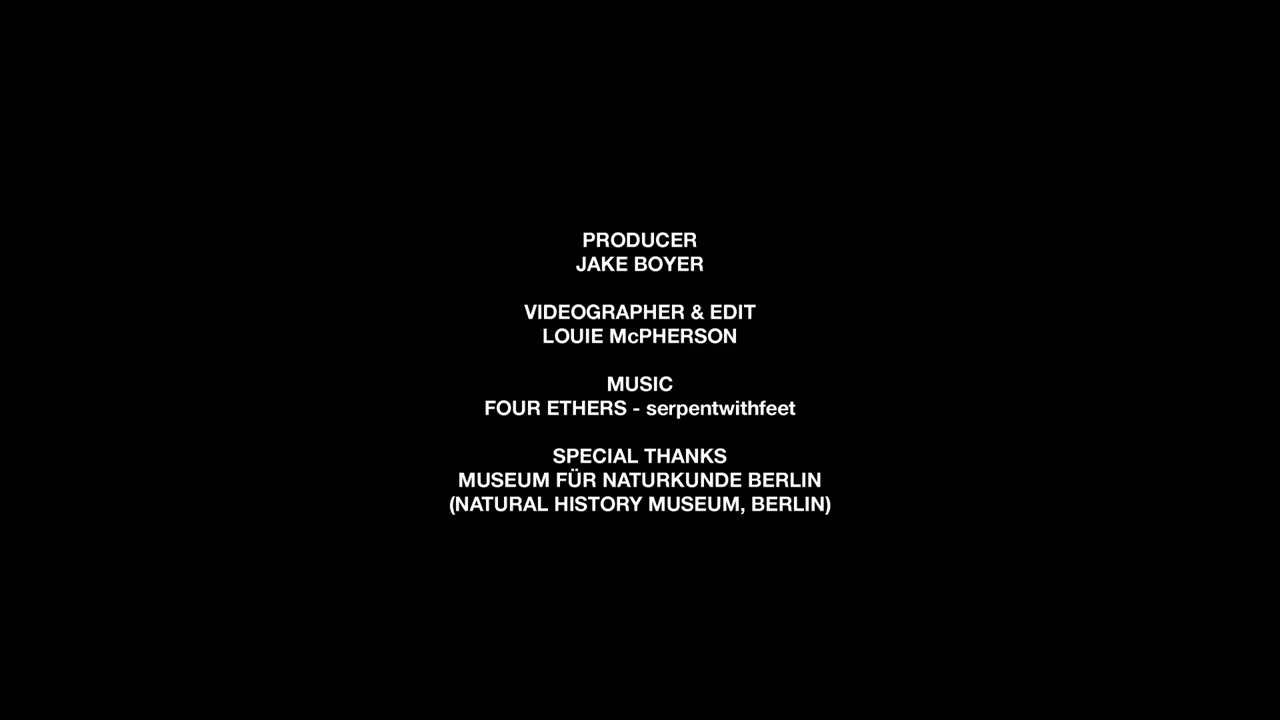 PRODUCER
JAKE BOYER
VIDEOGRAPHER & EDIT
LOUIE McPHERSON
MUSIC
FOUR ETHERS - serpentwithfeet
SPECIAL THANKS
MUSEUM FÜR NATURKUNDE BERLIN
(NATURAL HISTORY MUSEUM, BERLIN)